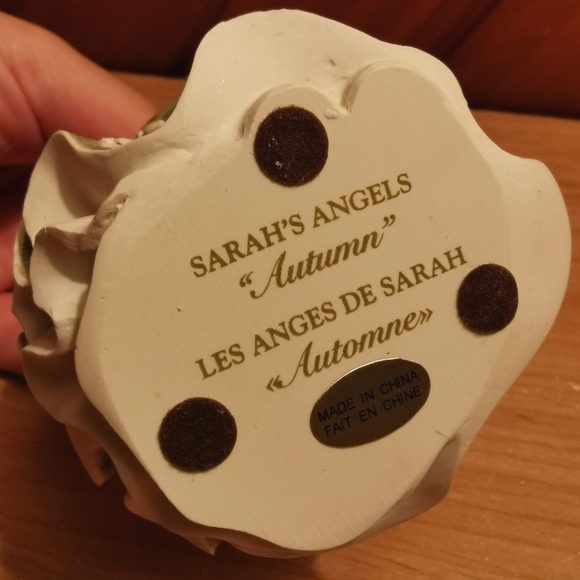 SARAH'S ANGELS
“Autumn”
LES ANGES DE SARAH
«Automne»
MADE IN CHINA
FAIT EN CHINE